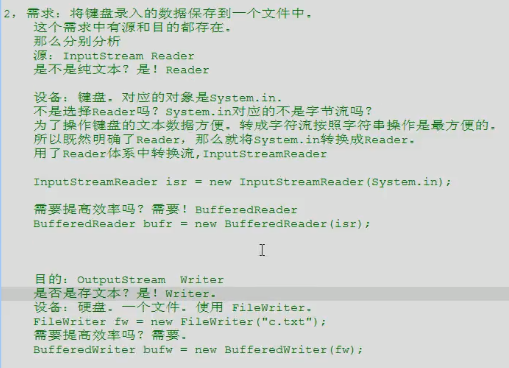 2，需求：将键盘录入的数据保存到一个文件中。
这个需求中有源和目的都存在。
那么分别分析
源：InputStream Reader
是不是纯文本？是！Reader
设备：键盘。对应的对象是System.in.
不是选择Reader吗？System.in对应的不是字节流吗？
为了操作键盘的文本数据方便。转成字符流按照字符串操作是最方便的。
所以既然明确了Reader，那么就将System.in转换成Reader。
用了Reader体系中转换流,InputStreamReader
InputStreamReader isr = new InputStreamReader(System.in);
需要提高效率吗？需要！BufferedReader
BufferedReader bufr = new BufferedReader(isr);
目的：OutputStream  Writer
是否是存文本？是！Writer。
设备：硬盘。一个文件。使用 FileWriter。
FileWriter fw = new FileWriter("c.txt");
需要提高效率吗？需要。
BufferedWriter bufw = new BufferedWriter(fw);